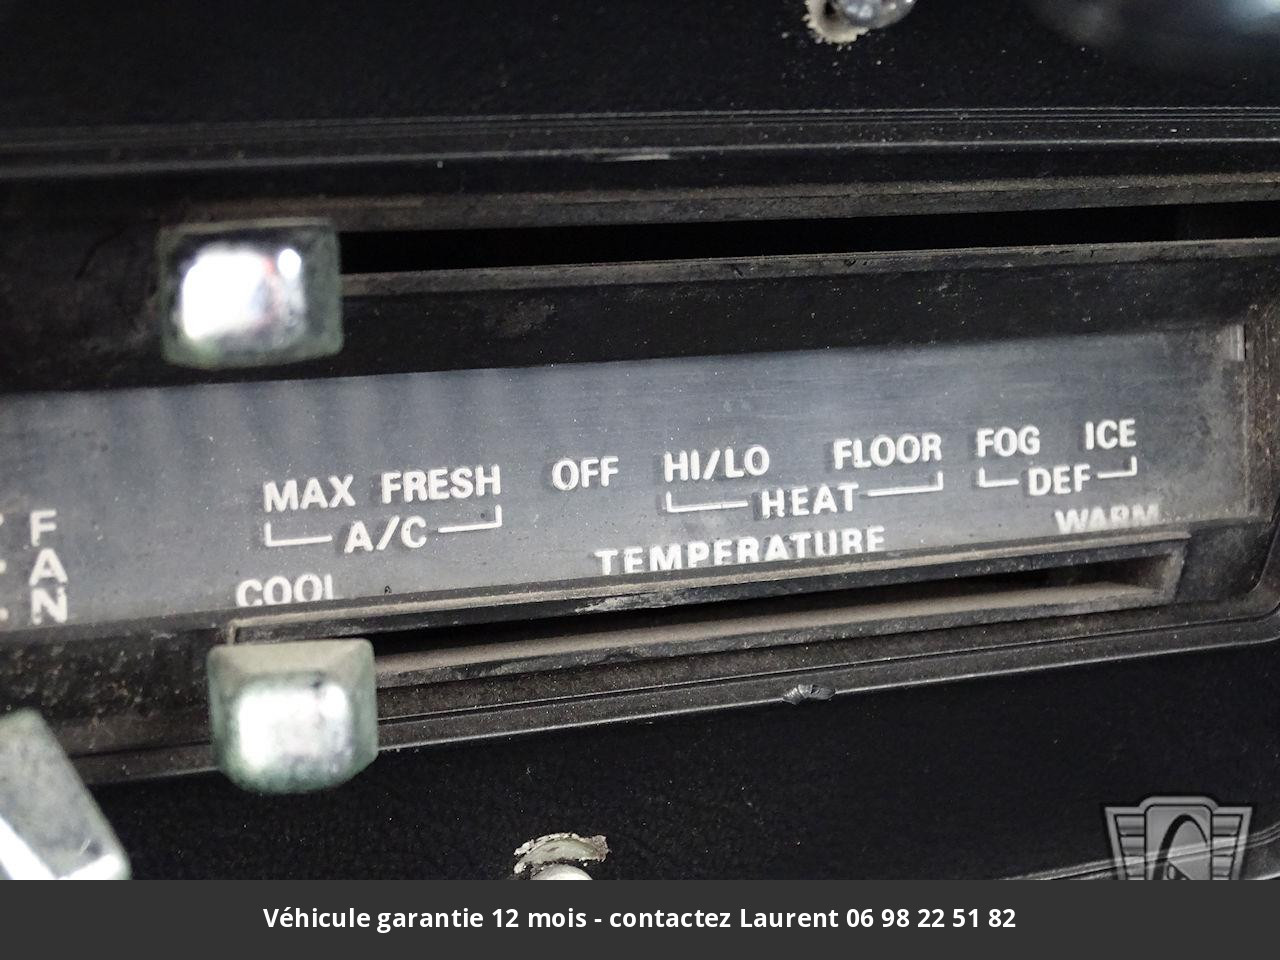 MAX FRESH OFF HI/LO FLOOR FOG ICE
A/C HEAT DEF
COOL TEMPERATURE WARM
FAN
Véhicule garantie 12 mois - contactez Laurent 06 98 22 51 82